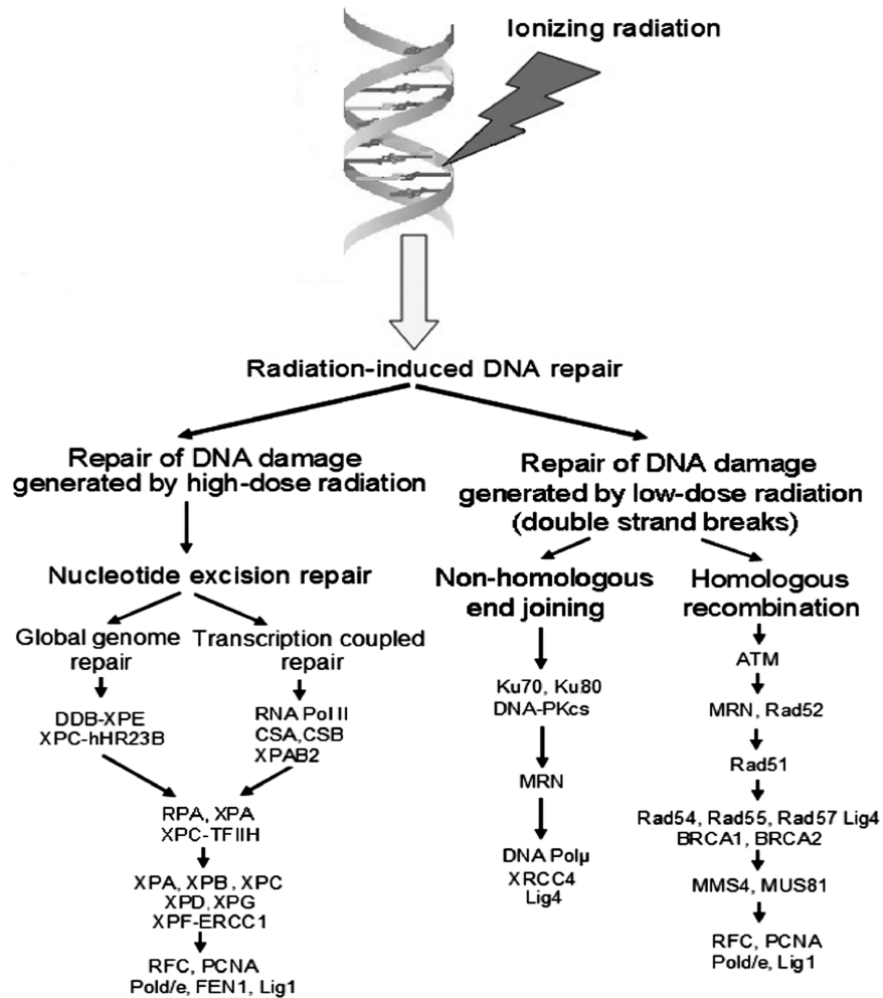 Ionizing radiation
Radiation-induced DNA repair
Repair of DNA damage
generated by high-dose radiation
Nucleotide excision repair
Global genome
repair
DDB-XPE
XPC-hHR23B
Transcription coupled
repair
RNA Pol II
CSA,CSB
XPAB2
RPA, XPA
XPC-TFIIH
XPA, XPB , XPC
XPD, XPG
XPF-ERCC1
RFC, PCNA
Pold/e, FEN1, Lig1
Repair of DNA damage
generated by low-dose radiation
(double strand breaks)
Non-homologous
end joining
Ku70, Ku80
DNA-PKcs
MRN
DNA Polμ
XRCC4
Lig4
Homologous
recombination
ATM
MRN, Rad52
Rad51
Rad54, Rad55, Rad57 Lig4
BRCA1, BRCA2
MMS4, MUS81
RFC, PCNA
Pold/e, Lig1